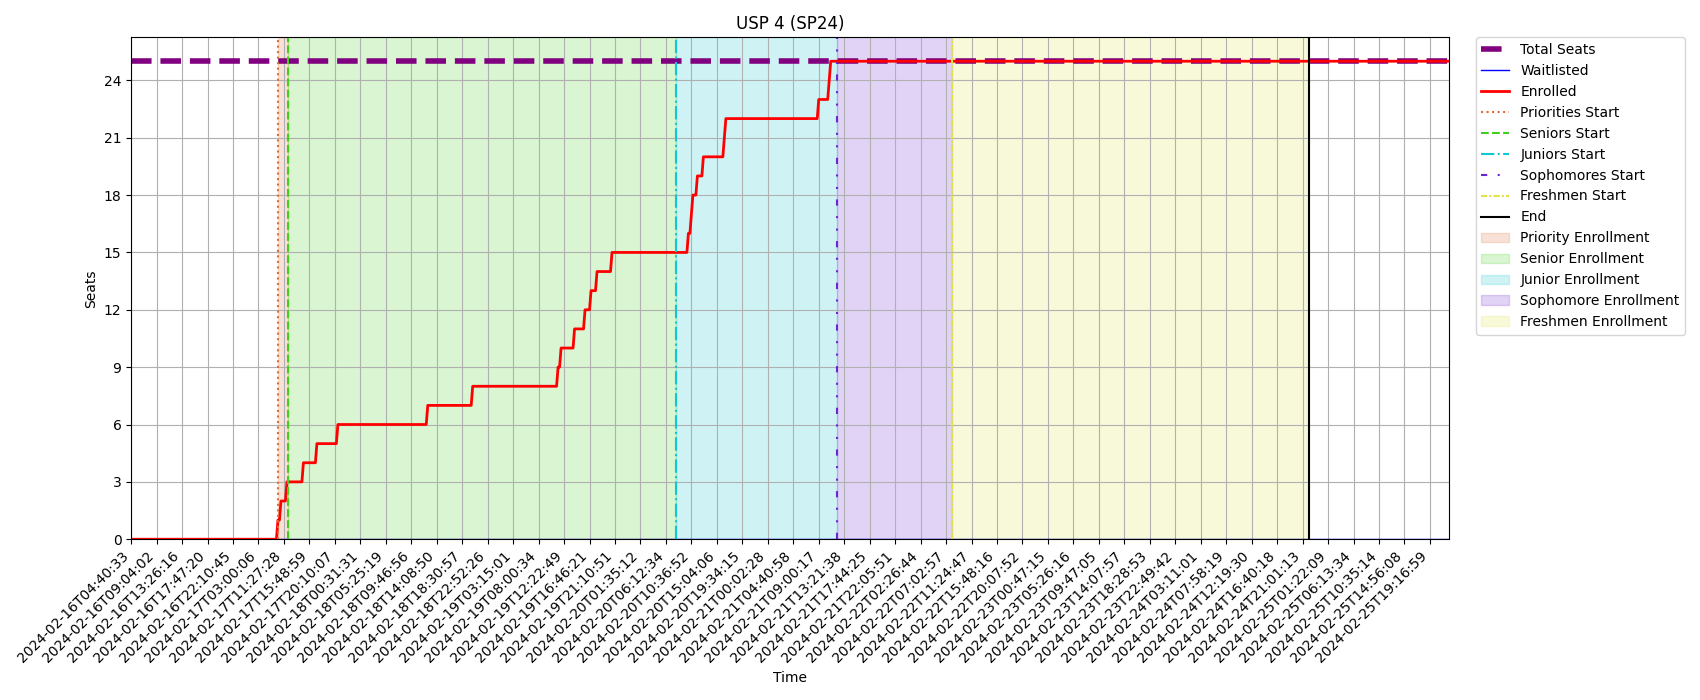 USP 4 (SP24)
Seats
24
21
18
15
12
9
6
3
0
2024-02-16T04:40:33
2024-02-16T09:04:02
2024-02-16T13:26:16
2024-02-16T17:47:20
2024-02-16T22:10:45
2024-02-17T03:00:06
2024-02-17T11:27:28
2024-02-17T15:48:59
2024-02-17T20:10:07
2024-02-18T00:31:31
2024-02-18T05:25:19
2024-02-18T09:46:56
2024-02-18T14:08:50
2024-02-18T18:30:57
2024-02-18T22:52:26
2024-02-19T03:15:01
2024-02-19T08:00:34
2024-02-19T12:22:49
2024-02-19T16:46:21
2024-02-19T21:10:51
2024-02-20T01:35:12
2024-02-20T06:12:34
2024-02-20T10:36:52
2024-02-20T15:04:06
2024-02-20T19:34:15
2024-02-21T00:02:28
2024-02-21T04:40:58
2024-02-21T09:00:17
2024-02-21T13:21:38
2024-02-21T17:44:25
2024-02-21T22:05:51
2024-02-22T02:26:44
2024-02-22T07:02:57
2024-02-22T11:24:47
2024-02-22T15:48:16
2024-02-22T20:07:52
2024-02-23T00:47:15
2024-02-23T05:26:16
2024-02-23T09:47:05
2024-02-23T14:07:57
2024-02-23T18:28:53
2024-02-23T22:49:42
2024-02-24T03:11:01
2024-02-24T07:58:19
2024-02-24T12:19:30
2024-02-24T16:40:18
2024-02-24T21:01:13
2024-02-25T01:22:09
2024-02-25T06:13:34
2024-02-25T10:35:14
2024-02-25T14:56:08
2024-02-25T19:16:59
Time
Total Seats
Waitlisted
Enrolled
Priorities Start
Seniors Start
Juniors Start
Sophomores Start
Freshmen Start
End
Priority Enrollment
Senior Enrollment
Junior Enrollment
Sophomore Enrollment
Freshmen Enrollment